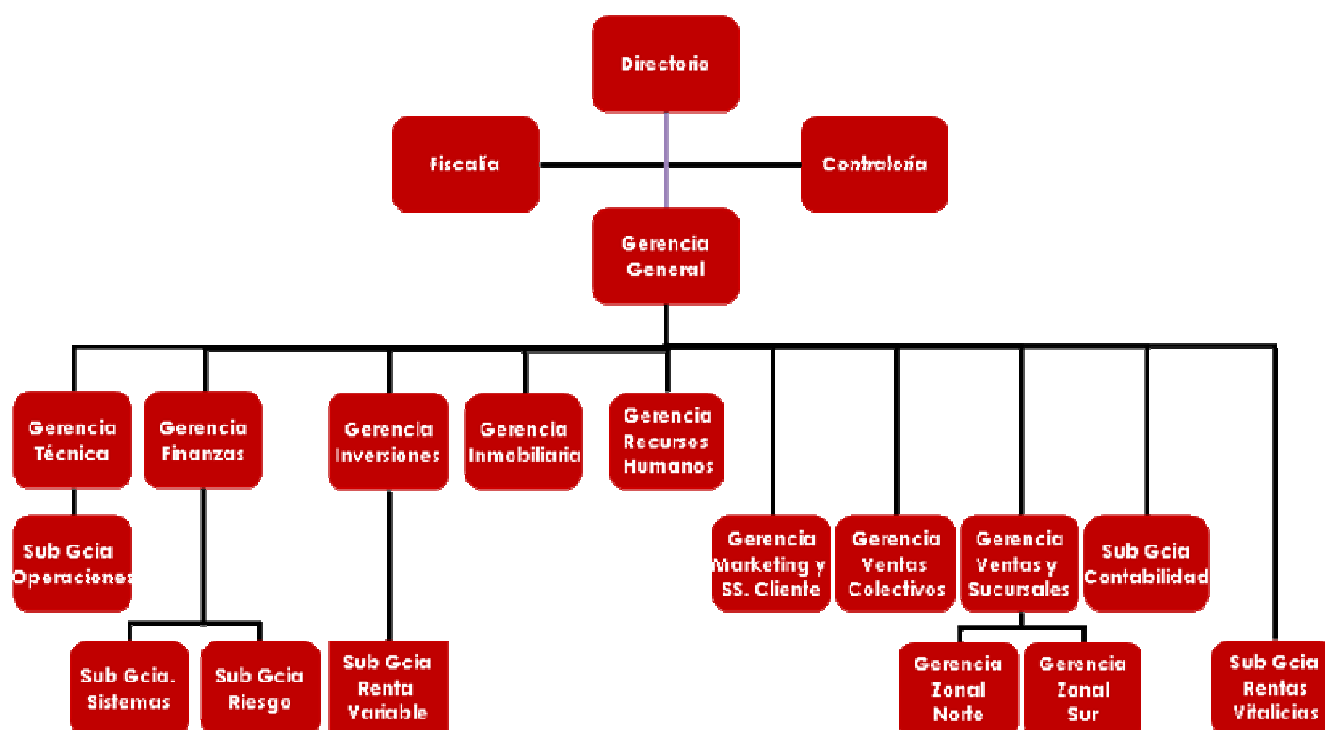 Directorio
Fiscalía
Contraloría
Gerencia
General
Gerencia
Técnica
Gerencia
Finanzas
Gerencia
Inversiones
Gerencia
Inmobiliaria
Gerencia
Recursos
Humanos
Sub Gcia
Operaciones
Gerencia
Marketing y
SS. Cliente
Gerencia
Ventas
Colectivos
Gerencia
Ventas y
Sucursales
Sub Gcia
Contabilidad
Sub Gcia.
Sistemas
Sub Gcia
Riesgo
Sub Gcia
Renta
Variable
Gerencia
Zonal
Norte
Gerencia
Zonal
Sur
Sub Gcia
Rentas
Vitalicias